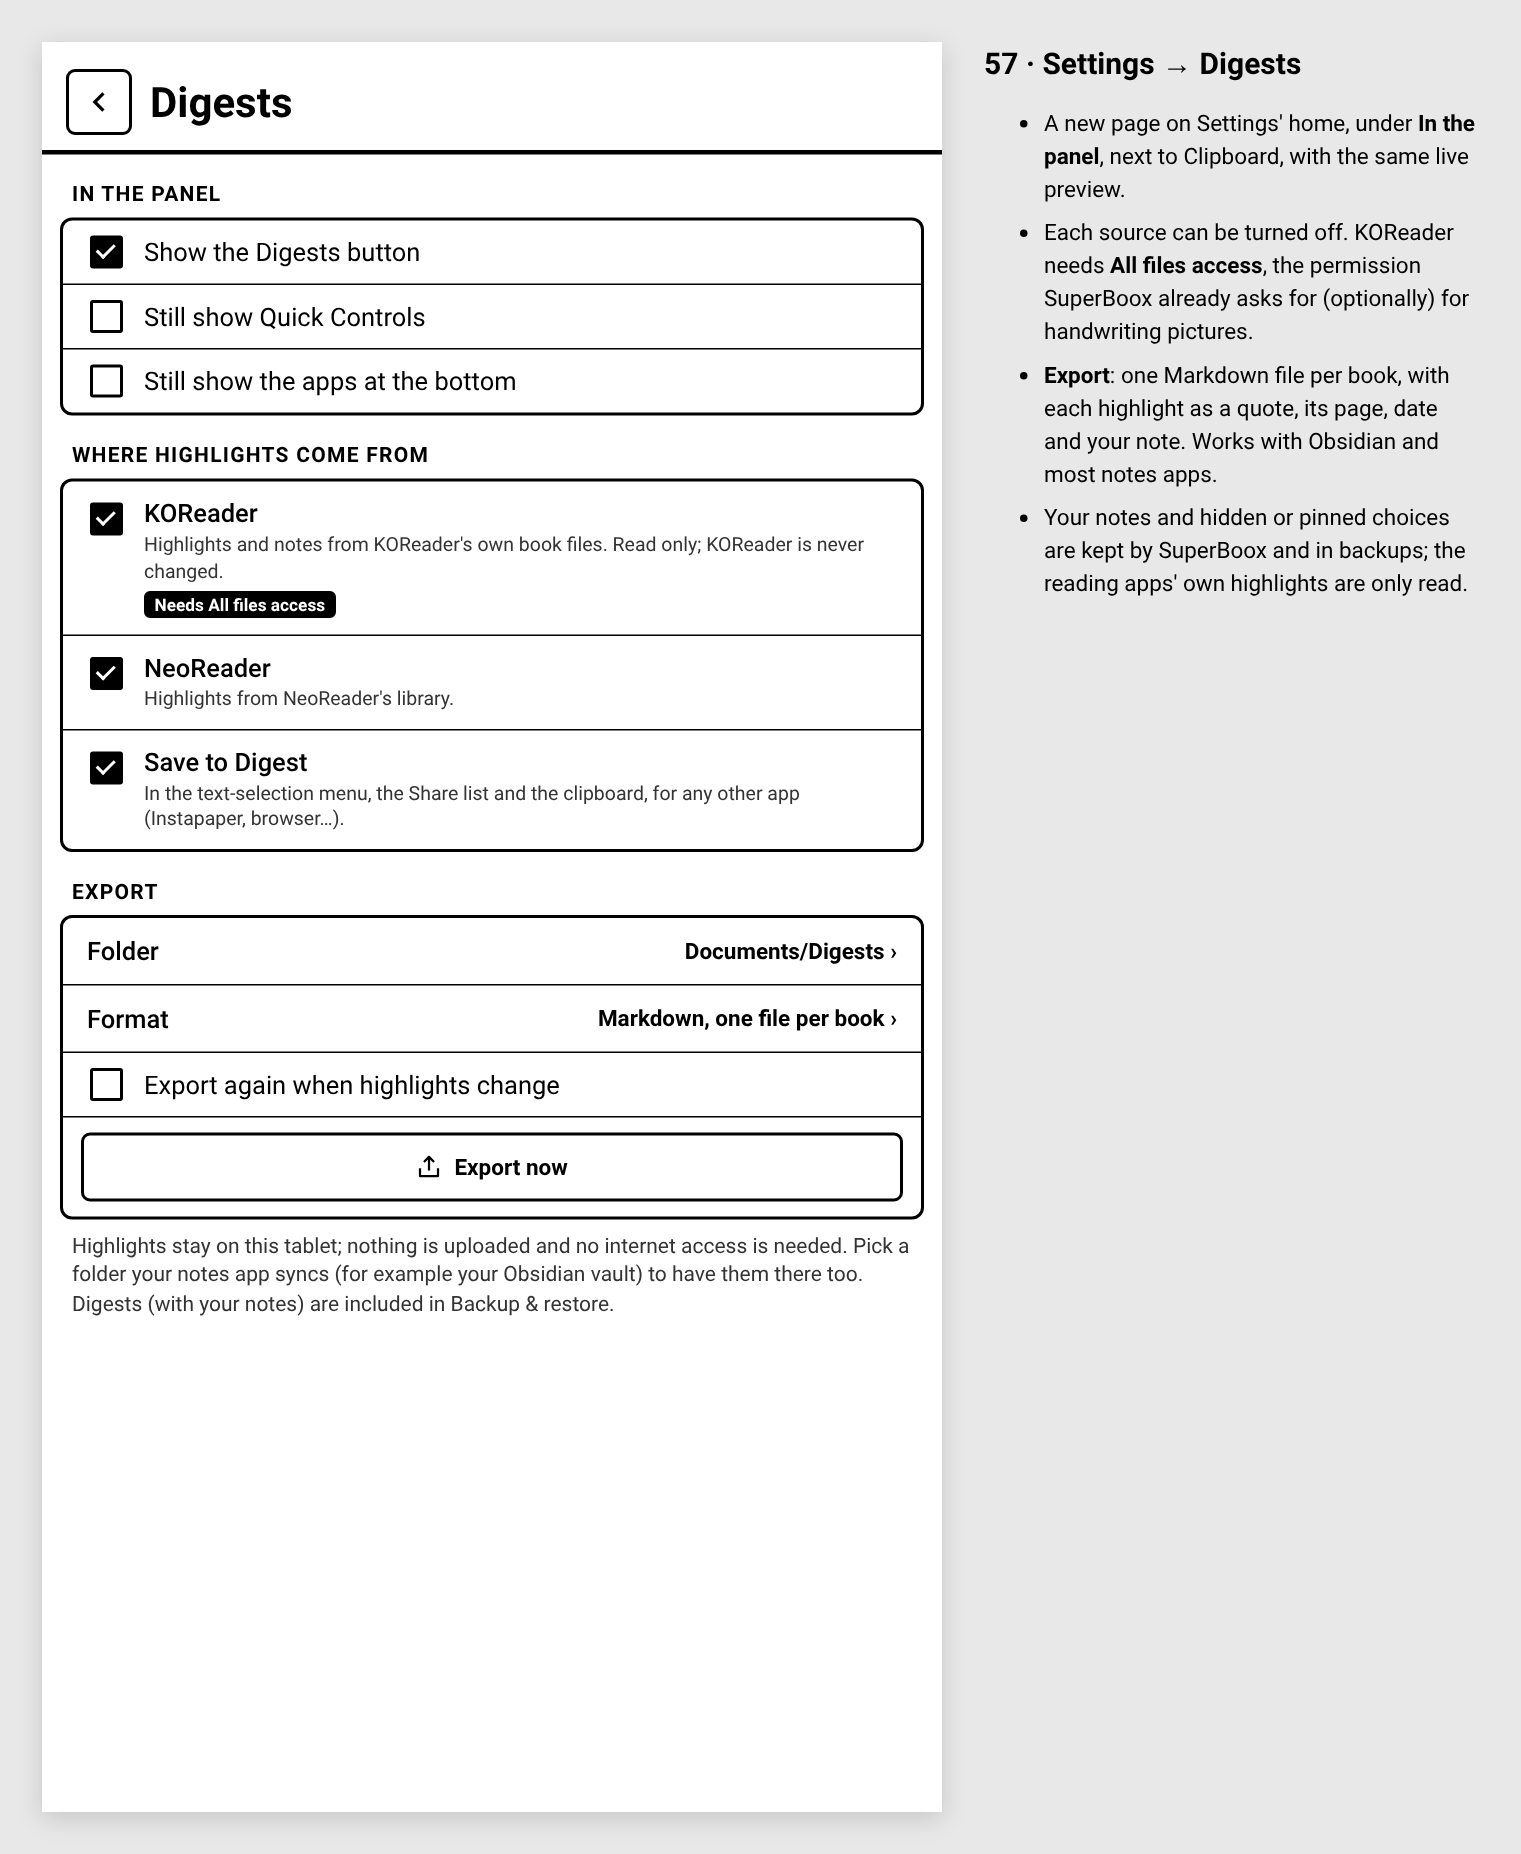 Digests
IN THE PANEL
Show the Digests button
Still show Quick Controls
Still show the apps at the bottom
WHERE HIGHLIGHTS COME FROM
KOReader
Highlights and notes from KOReader's own book files. Read only; KOReader is never
changed.
Needs All files access
NeoReader
Highlights from NeoReader's library.
Save to Digest
In the text-selection menu, the Share list and the clipboard, for any other app
(Instapaper, browser…).
EXPORT
Folder Documents/Digests ›
Format Markdown, one file per book ›
Export again when highlights change
Export now
Highlights stay on this tablet; nothing is uploaded and no internet access is needed. Pick a
folder your notes app syncs (for example your Obsidian vault) to have them there too.
Digests (with your notes) are included in Backup & restore.
57 · Settings → Digests
• A new page on Settings' home, under In the
panel, next to Clipboard, with the same live
preview.
• Each source can be turned off. KOReader
needs All files access, the permission
SuperBoox already asks for (optionally) for
handwriting pictures.
• Export: one Markdown file per book, with
each highlight as a quote, its page, date
and your note. Works with Obsidian and
most notes apps.
• Your notes and hidden or pinned choices
are kept by SuperBoox and in backups; the
reading apps' own highlights are only read.